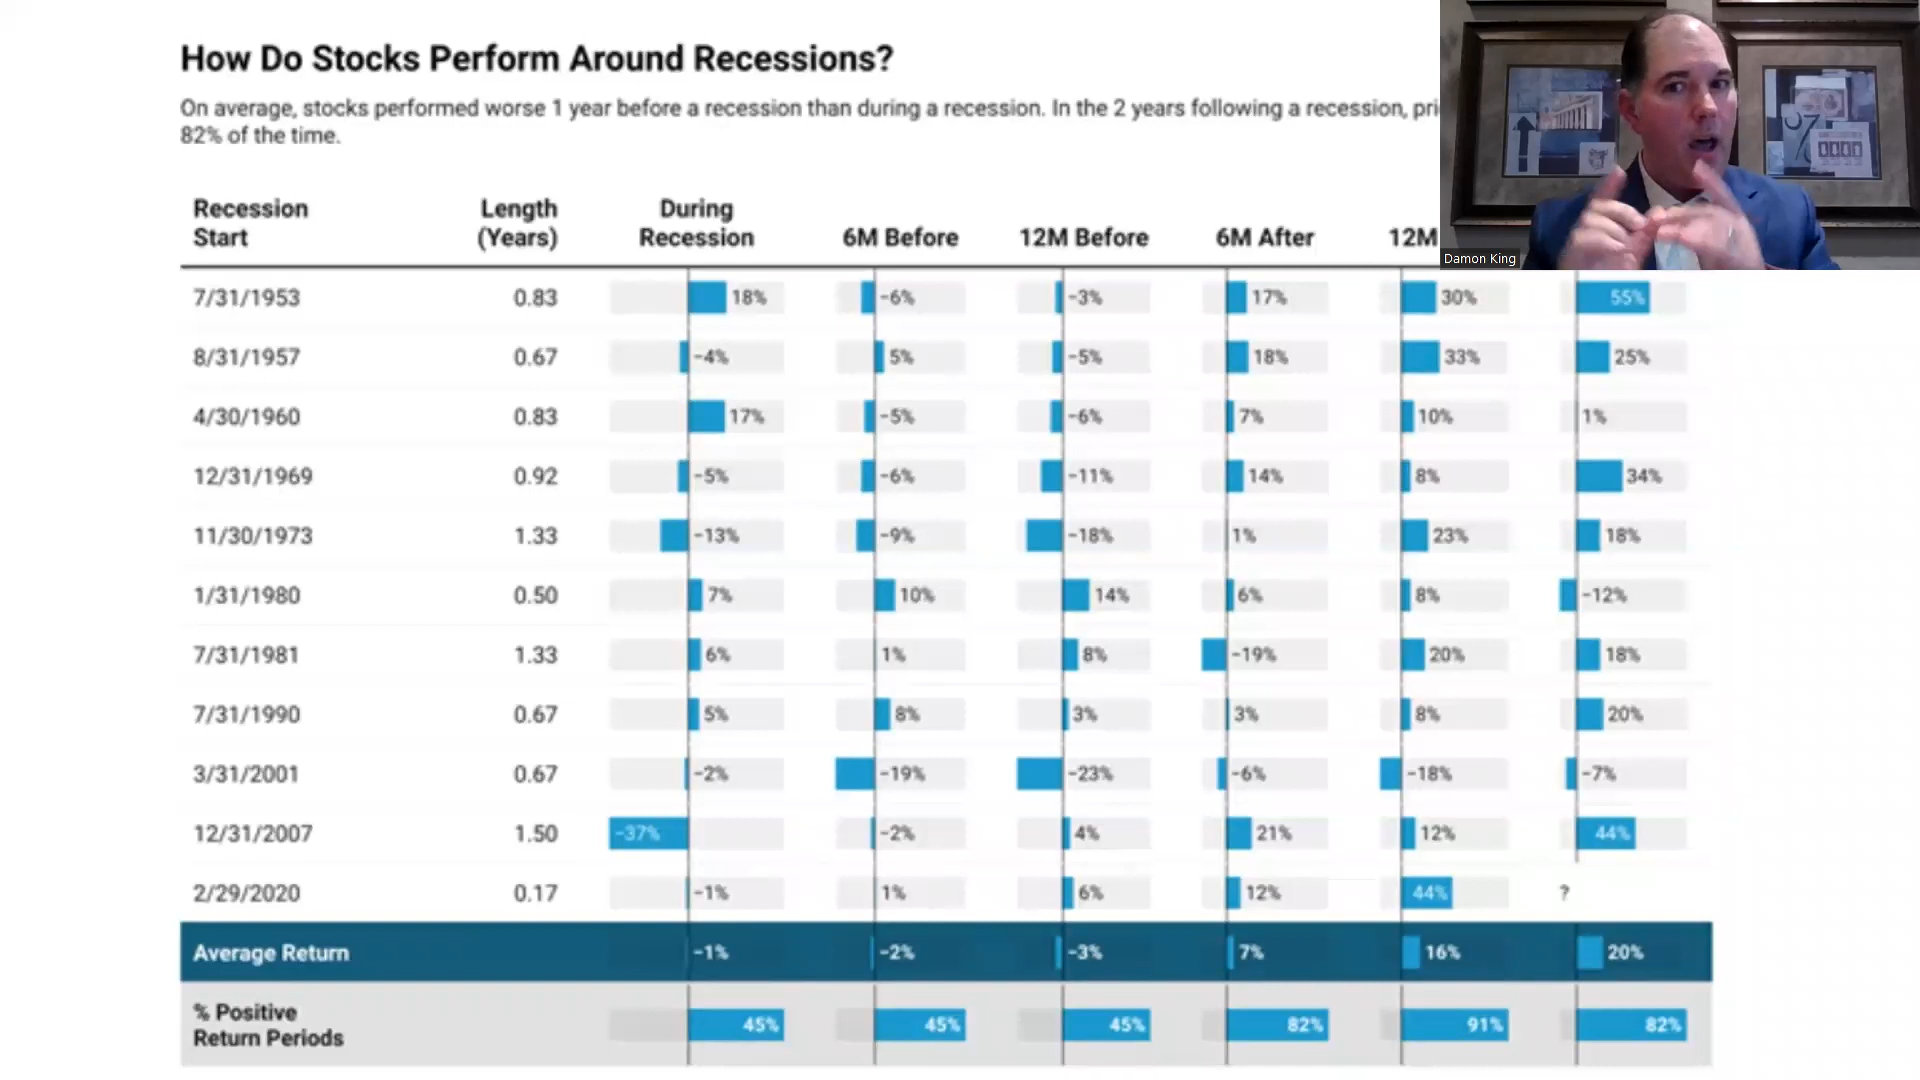 How Do Stocks Perform Around Recessions?
On average, stocks performed worse 1 year before a recession than during a recession. In the 2 years following a recession,
82% of the time.
Damon King
Recession Start Length (Years) During Recession 6M Before 12M Before 6M After 12M
7/31/1953 0.83 18% -6% -3% 17% 30% 55%
8/31/1957 0.67 -4% 5% -5% 18% 33% 25%
4/30/1960 0.83 17% -5% -6% 7% 10% 1%
12/31/1969 0.92 -5% -6% -11% 14% 8% 34%
11/30/1973 1.33 -13% -9% -18% 1% 23% 18%
1/31/1980 0.50 7% 10% 14% 6% 8% -12%
7/31/1981 1.33 6% 1% 8% -19% 20% 18%
7/31/1990 0.67 5% 8% 3% 3% 8% 20%
3/31/2001 0.67 -2% -19% -23% -6% -18% -7%
12/31/2007 1.50 -37% -2% 4% 21% 12% 44%
2/29/2020 0.17 -1% 1% 6% 12% 44% ?
Average Return -1% -2% -3% 7% 16% 20%
% Positive Return Periods 45% 45% 45% 82% 91% 82%